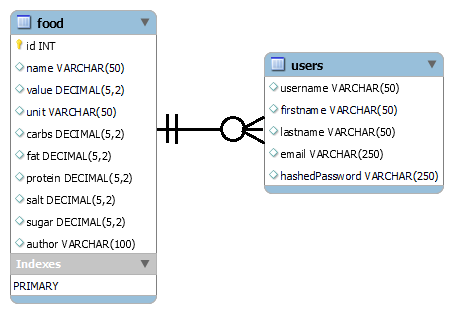 food
id INT
name VARCHAR(50)
value DECIMAL(5,2)
unit VARCHAR(50)
carbs DECIMAL(5,2)
fat DECIMAL(5,2)
protein DECIMAL(5,2)
salt DECIMAL(5,2)
sugar DECIMAL(5,2)
author VARCHAR(100)
Indexes
PRIMARY
users
username VARCHAR(50)
firstname VARCHAR(50)
lastname VARCHAR(50)
email VARCHAR(250)
hashedPassword VARCHAR(250)